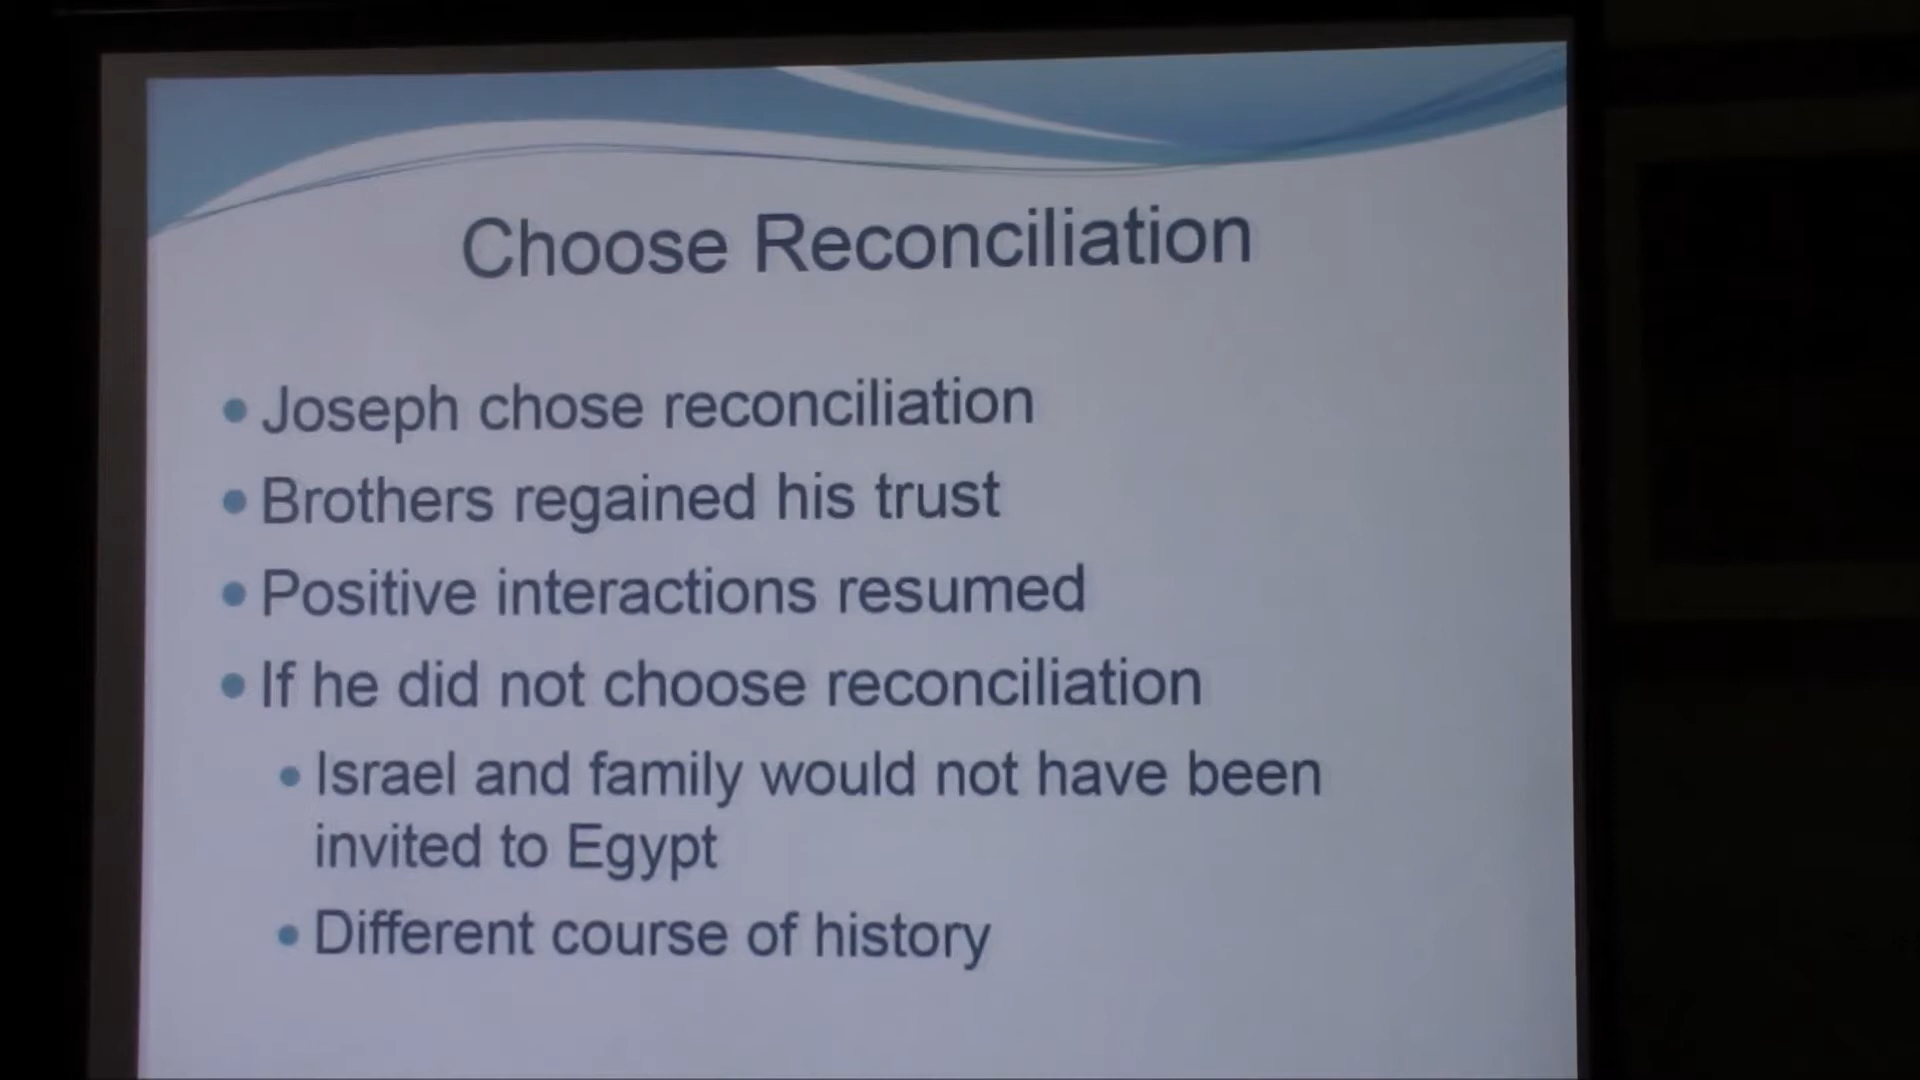 Choose Reconciliation
• Joseph chose reconciliation
• Brothers regained his trust
• Positive interactions resumed
• If he did not choose reconciliation
• Israel and family would not have been
invited to Egypt
• Different course of history